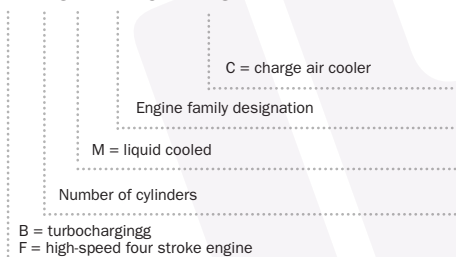 C = charge air cooler
Engine family designation
M = liquid cooled
Number of cylinders
B = turbochargingg
F = high-speed four stroke engine